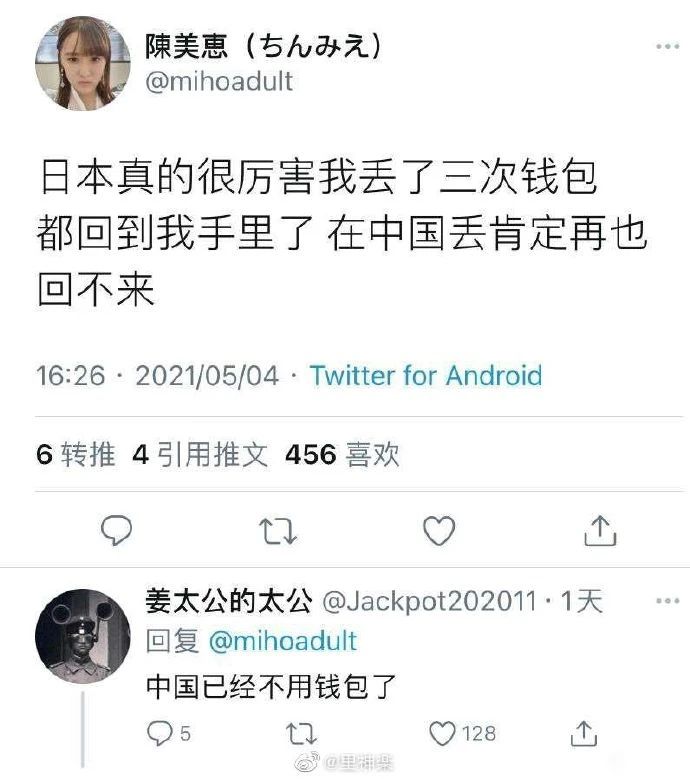 陳美恵（ちんみえ）
@mihoadult
日本真的很厉害我丢了三次钱包
都回到我手里了 在中国丢肯定再也
回不来
16:26 · 2021/05/04 · Twitter for Android
6 转推 4 引用推文 456 喜欢
姜太公的太公 @Jackpot202011 · 1天
回复 @mihoadult
中国已经不用钱包了
5 128
@里神楽